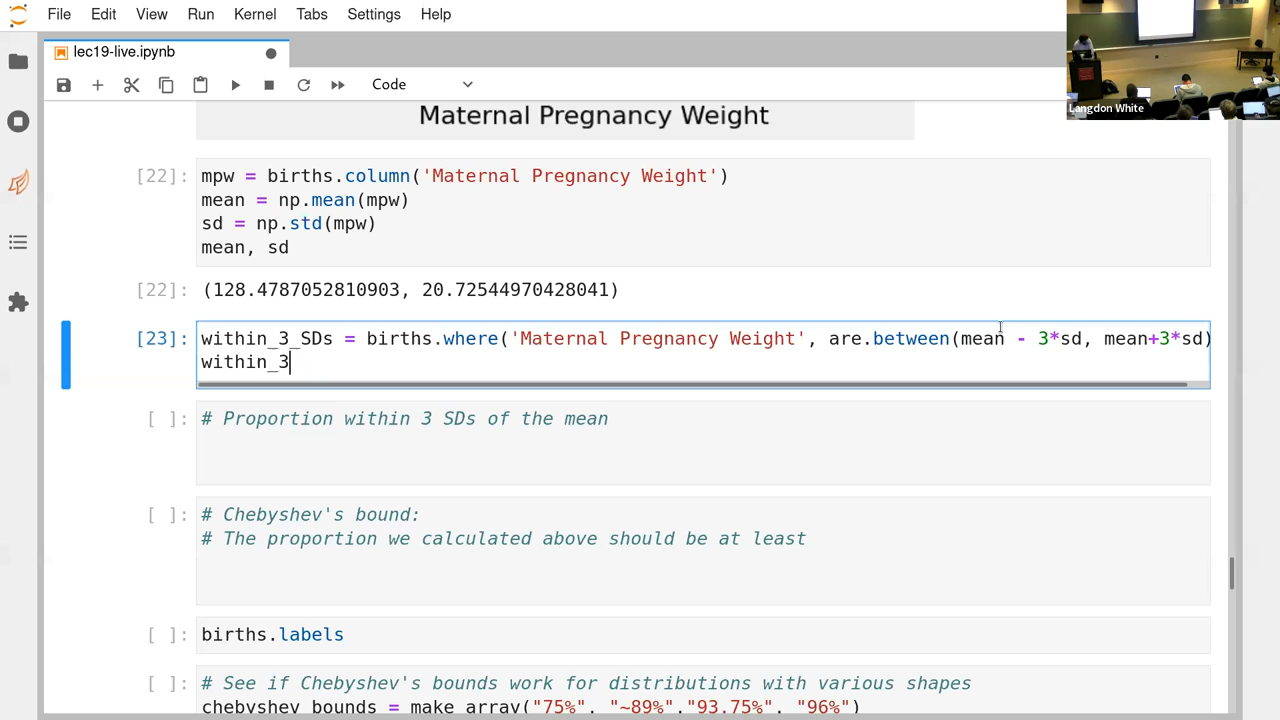 File Edit View Run Kernel Tabs Settings Help
lec19-live.ipynb
Code
Langdon White
Maternal Pregnancy Weight
[22]: mpw = births.column('Maternal Pregnancy Weight')
mean = np.mean(mpw)
sd = np.std(mpw)
mean, sd
[22]: (128.4787052810903, 20.72544970428041)
[23]: within_3_SDs = births.where('Maternal Pregnancy Weight', are.between(mean - 3*sd, mean+3*sd)
within_3
[ ]: # Proportion within 3 SDs of the mean
[ ]: # Chebyshev's bound:
# The proportion we calculated above should be at least
[ ]: births.labels
[ ]: # See if Chebyshev's bounds work for distributions with various shapes
chebyshev_bounds = make_array("75%", "~89%","93.75%", "96%")